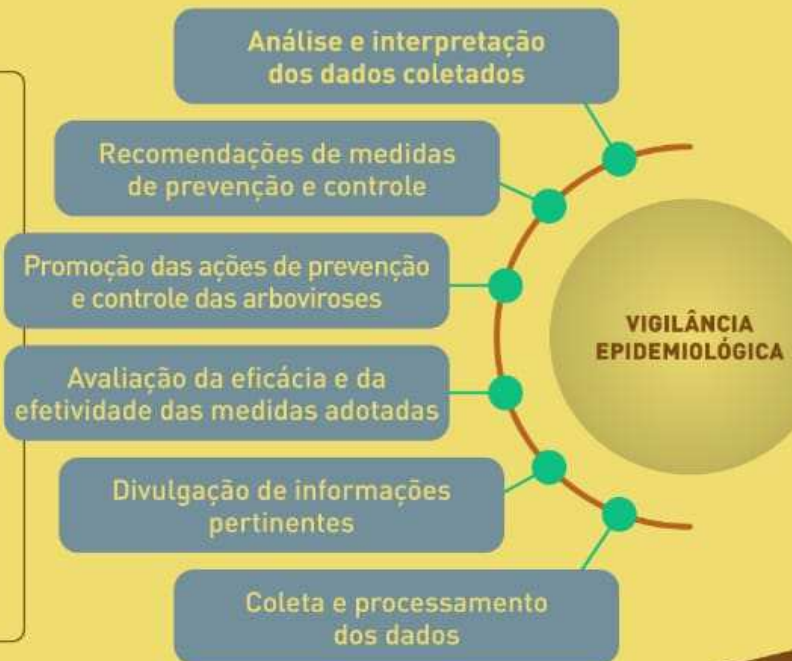 Análise e interpretação
dos dados coletados
Recomendações de medidas
de prevenção e controle
Promoção das ações de prevenção
e controle das arboviroses
Avaliação da eficácia e da
efetividade das medidas adotadas
Divulgação de informações
pertinentes
Coleta e processamento
dos dados
VIGILÂNCIA
EPIDEMIOLÓGICA